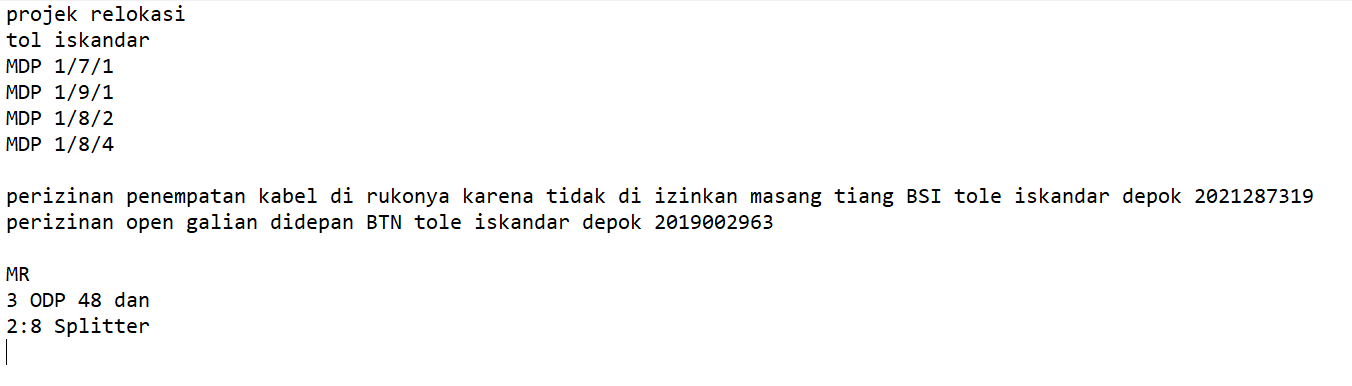 projek relokasi
tol iskandar
MDP 1/7/1
MDP 1/9/1
MDP 1/8/2
MDP 1/8/4
perizinan penempatan kabel di rukonya karena tidak di izinkan masang tiang BSI tole iskandar depok 2021287319
perizinan open galian didepan BTN tole iskandar depok 2019002963
MR
3 ODP 48 dan
2:8 Splitter